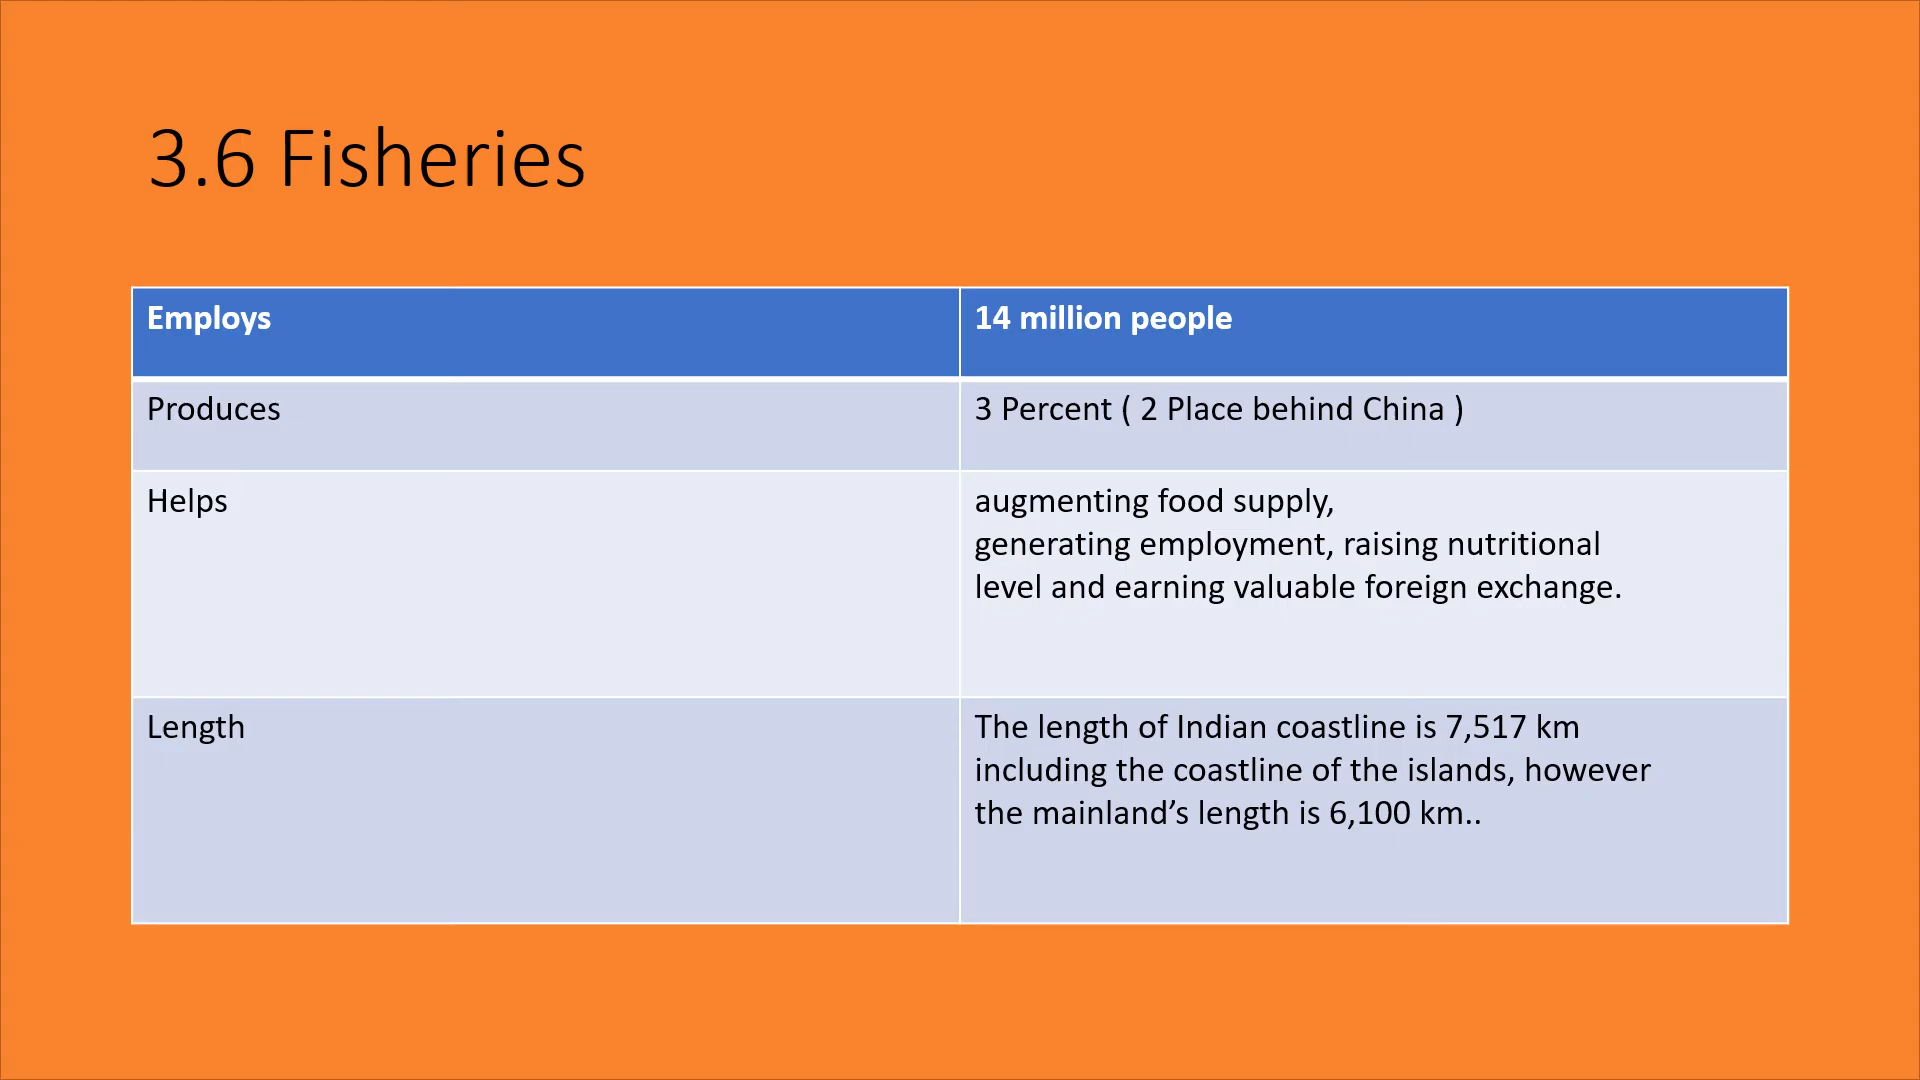 3.6 Fisheries
Employs
14 million people
Produces
3 Percent ( 2 Place behind China )
Helps
augmenting food supply,
generating employment, raising nutritional
level and earning valuable foreign exchange.
Length
The length of Indian coastline is 7,517 km
including the coastline of the islands, however
the mainland’s length is 6,100 km..